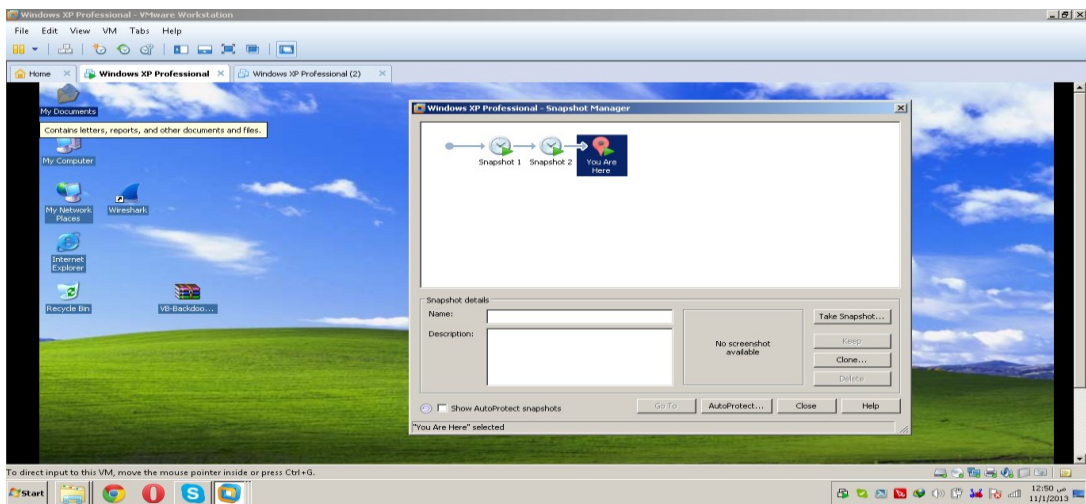 Windows XP Professional - VMware Workstation
File Edit View VM Tabs Help
Home
Windows XP Professional
Windows XP Professional (2)
My Documents
Contains letters, reports, and other documents and files.
My Computer
My Network
Places
Wireshark
Internet
Explorer
Recycle Bin
VB-Backdoo...
Windows XP Professional - Snapshot Manager
Snapshot 1
Snapshot 2
You Are
Here
Snapshot details
Name:
Description:
No screenshot
available
Take Snapshot...
Keep
Clone...
Delete
Show AutoProtect snapshots
Go To
AutoProtect...
Close
Help
"You Are Here" selected
To direct input to this VM, move the mouse pointer inside or press Ctrl+G.
Start
12:50 ص
11/1/2013